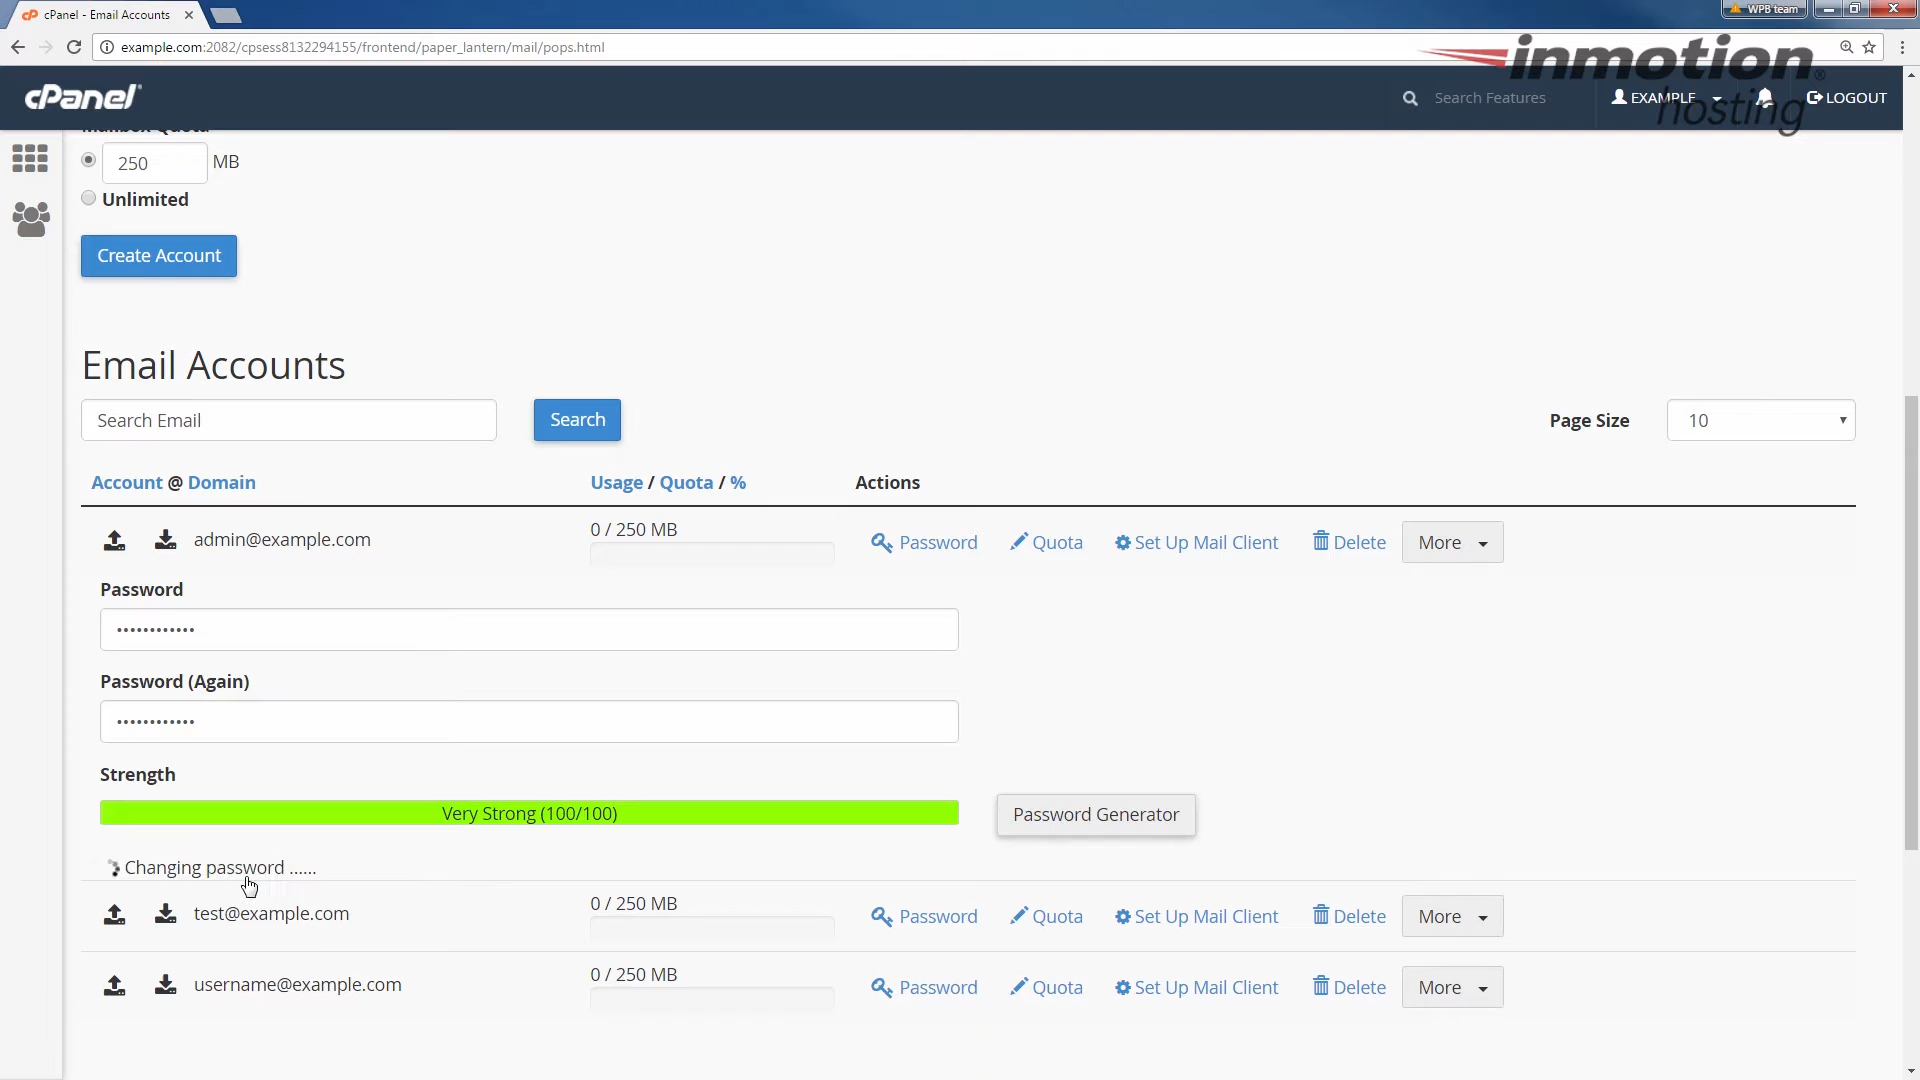 cPanel - Email Accounts
WPB team
example.com:2082/cpsess8132294155/frontend/paper_lantern/mail/pops.html
inmotion®
hosting
cPanel
Search Features
EXAMPLE
LOGOUT
Mailbox Quota
250 MB
Unlimited
Create Account
Email Accounts
Search Email
Search
Page Size
10
Account @ Domain
Usage / Quota / %
Actions
admin@example.com
0 / 250 MB
Password
Quota
Set Up Mail Client
Delete
More
Password
••••••••••••
Password (Again)
••••••••••••
Strength
Very Strong (100/100)
Password Generator
Changing password ......
test@example.com
0 / 250 MB
Password
Quota
Set Up Mail Client
Delete
More
username@example.com
0 / 250 MB
Password
Quota
Set Up Mail Client
Delete
More